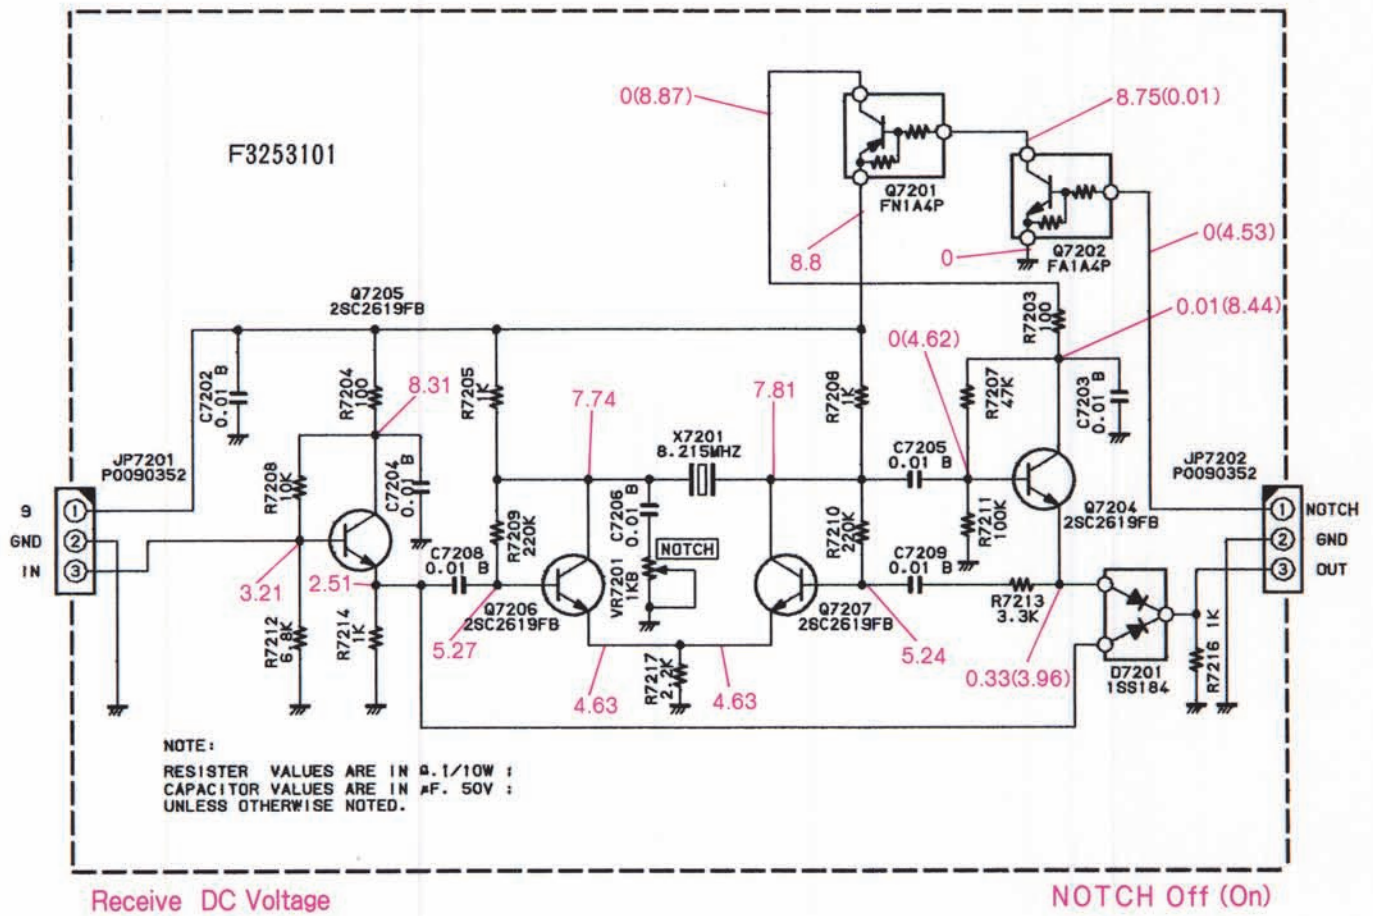 0(8.87)
8.75(0.01)
F3253101
Q7201
FN1A4P
Q7202
FA1A4P
0(4.53)
8.8
0
Q7205
2SC2619FB
R7203
100
0.01(8.44)
0(4.62)
C7202
0.01 B
R7204
100
8.31
R7205
1K
7.74
7.81
R7208
1K
R7207
47K
C7203
0.01 B
X7201
8.215MHZ
C7205
0.01 B
JP7201
P0090352
JP7202
P0090352
R7208
10K
C7204
0.01 B
C7206
0.01 B
Q7204
2SC2619FB
9
GND
IN
1
2
3
R7209
220K
R7210
220K
R7211
100K
1
2
3
NOTCH
GND
OUT
C7208
0.01 B
NOTCH
VR7201
1KB
C7209
0.01 B
3.21
2.51
Q7206
2SC2619FB
Q7207
2SC2619FB
R7213
3.3K
R7212
6.8K
R7214
1K
5.27
5.24
R7217
2.2K
0.33(3.96)
D7201
1SS184
R7216 1K
4.63
4.63
NOTE:
RESISTER VALUES ARE IN Ω. 1/10W ;
CAPACITOR VALUES ARE IN μF. 50V ;
UNLESS OTHERWISE NOTED.
Receive DC Voltage
NOTCH Off (On)